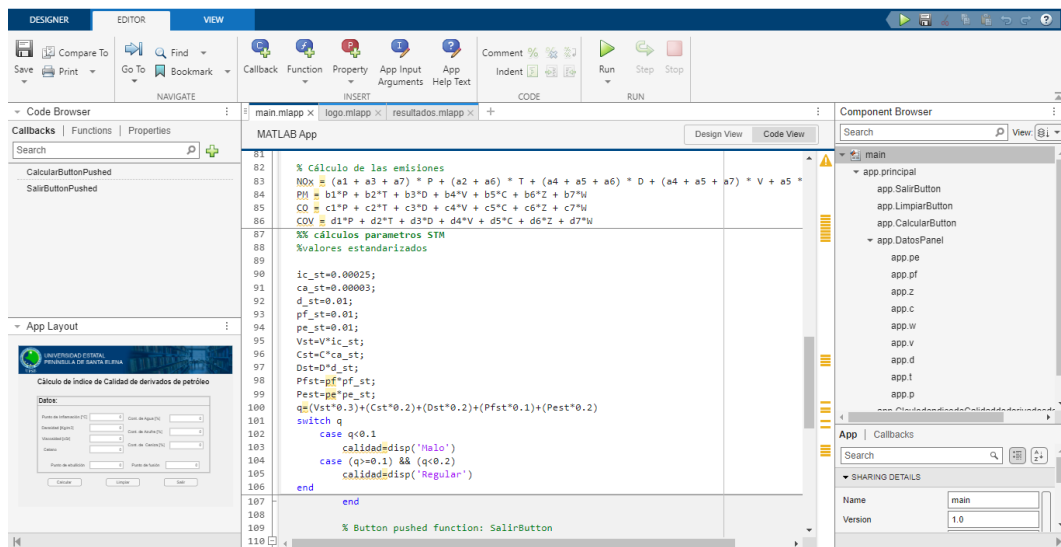 DESIGNER EDITOR VIEW
Save Compare To Print Go To Find Bookmark Callback Function Property App Input Arguments App Help Text Comment Indent Run Step Stop
NAVIGATE INSERT CODE RUN
Code Browser
Callbacks | Functions | Properties
Search
CalcularButtonPushed
SalirButtonPushed
App Layout
UNIVERSIDAD ESTATAL
PENÍNSULA DE SANTA ELENA
Cálculo de índice de Calidad de derivados de petróleo
Datos:
Calcular Limpiar Salir
main.mlapp × logo.mlapp × resultados.mlapp × +
MATLAB App Design View Code View
81
82 % Cálculo de las emisiones
83 NOx = (a1 + a3 + a7) * P + (a2 + a6) * T + (a4 + a5 + a6) * D + (a4 + a5 + a7) * V + a5 *
84 PM = b1*P + b2*T + b3*D + b4*V + b5*C + b6*Z + b7*W
85 CO = c1*P + c2*T + c3*D + c4*V + c5*C + c6*Z + c7*W
86 COV = d1*P + d2*T + d3*D + d4*V + d5*C + d6*Z + d7*W
87 %% cálculos parametros STM
88 %valores estandarizados
89
90 ic_st=0.00025;
91 ca_st=0.00003;
92 d_st=0.01;
93 pf_st=0.01;
94 pe_st=0.01;
95 Vst=V*ic_st;
96 Cst=C*ca_st;
97 Dst=D*d_st;
98 Pfst=pf*pf_st;
99 Pest=pe*pe_st;
100 q=(Vst*0.3)+(Cst*0.2)+(Dst*0.2)+(Pfst*0.1)+(Pest*0.2)
101 switch q
102 case q<0.1
103 calidad=disp('Malo')
104 case (q>=0.1) && (q<0.2)
105 calidad=disp('Regular')
106 end
107 end
108
109 % Button pushed function: SalirButton
110
Component Browser
Search View:
main
app.principal
app.SalirButton
app.LimpiarButton
app.CalcularButton
app.DatosPanel
app.pe
app.pf
app.z
app.c
app.w
app.v
app.d
app.t
app.p
App | Callbacks
Search
SHARING DETAILS
Name main
Version 1.0